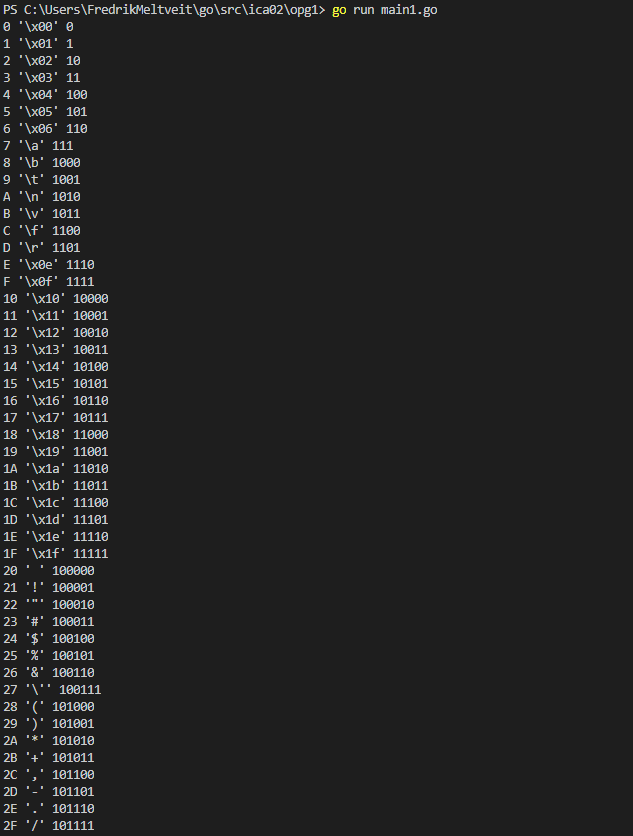 PS C:\Users\FredrikMeltveit\go\src\ica02\opg1> go run main1.go
0 '\x00' 0
1 '\x01' 1
2 '\x02' 10
3 '\x03' 11
4 '\x04' 100
5 '\x05' 101
6 '\x06' 110
7 '\a' 111
8 '\b' 1000
9 '\t' 1001
A '\n' 1010
B '\v' 1011
C '\f' 1100
D '\r' 1101
E '\x0e' 1110
F '\x0f' 1111
10 '\x10' 10000
11 '\x11' 10001
12 '\x12' 10010
13 '\x13' 10011
14 '\x14' 10100
15 '\x15' 10101
16 '\x16' 10110
17 '\x17' 10111
18 '\x18' 11000
19 '\x19' 11001
1A '\x1a' 11010
1B '\x1b' 11011
1C '\x1c' 11100
1D '\x1d' 11101
1E '\x1e' 11110
1F '\x1f' 11111
20 ' ' 100000
21 '!' 100001
22 '"' 100010
23 '#' 100011
24 '$' 100100
25 '%' 100101
26 '&' 100110
27 '\'' 100111
28 '(' 101000
29 ')' 101001
2A '*' 101010
2B '+' 101011
2C ',' 101100
2D '-' 101101
2E '.' 101110
2F '/' 101111